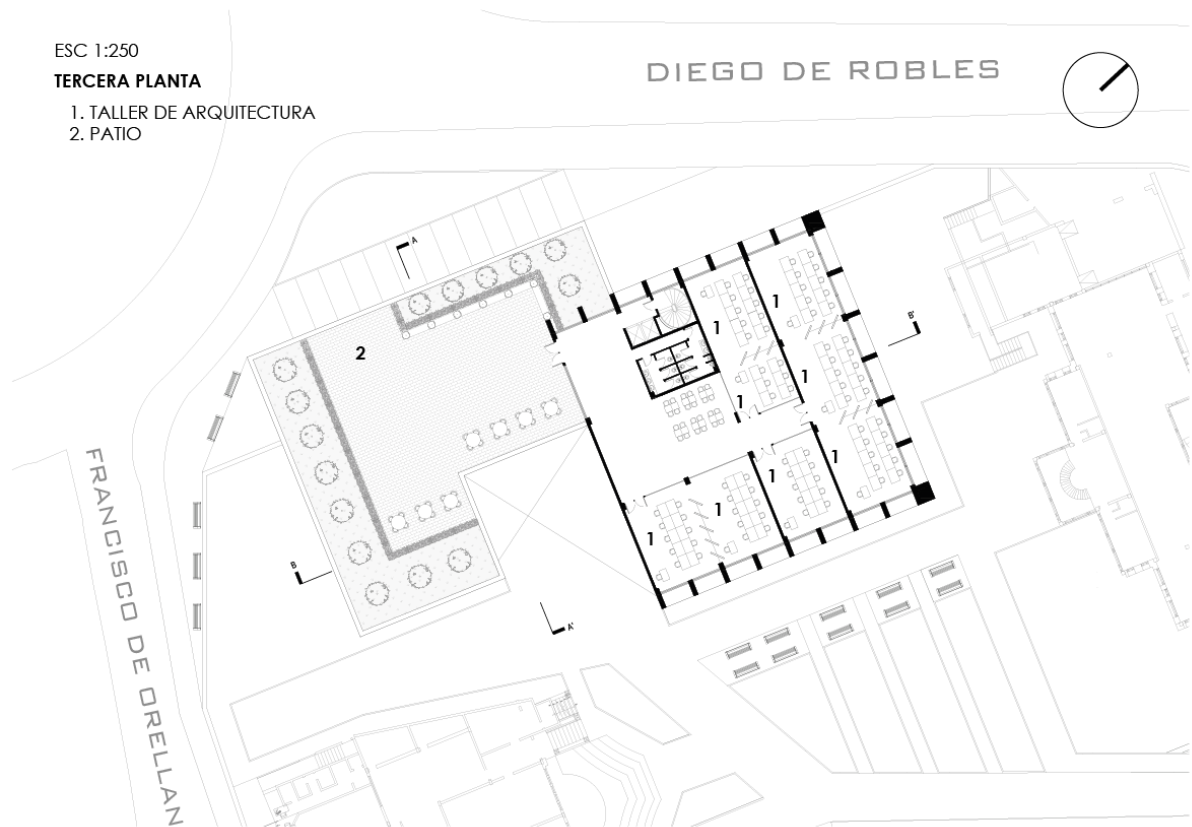 ESC 1:250
TERCERA PLANTA
1. TALLER DE ARQUITECTURA
2. PATIO
DIEGO DE ROBLES
A
2
1
1
B'
1
1
1
1
1
1
B
A'
FRANCISCO DE ORELLAN